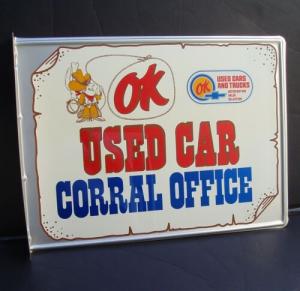 OK
OK
USED CARS
AND TRUCKS
USED CAR
CORRAL OFFICE